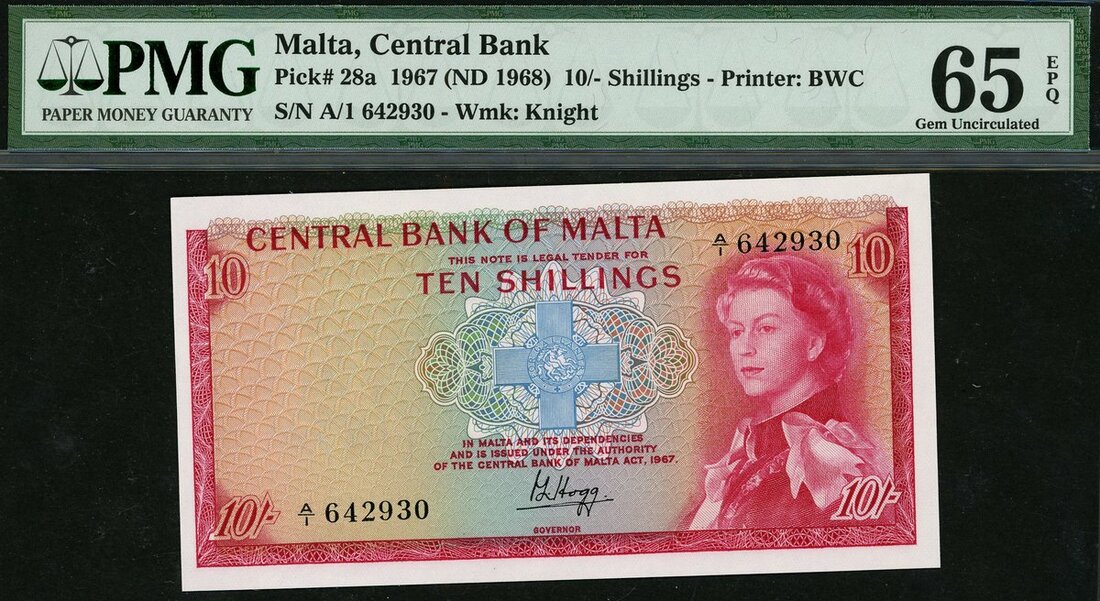 PMG
PAPER MONEY GUARANTY
Malta, Central Bank
Pick# 28a 1967 (ND 1968) 10/- Shillings - Printer: BWC
S/N A/1 642930 - Wmk: Knight
65
EPQ
Gem Uncirculated
CENTRAL BANK OF MALTA
A/1 642930
10
10
THIS NOTE IS LEGAL TENDER FOR
TEN SHILLINGS
IN MALTA AND ITS DEPENDENCIES
AND IS ISSUED UNDER THE AUTHORITY
OF THE CENTRAL BANK OF MALTA ACT, 1967.
10/-
A/1 642930
10/-
GOVERNOR